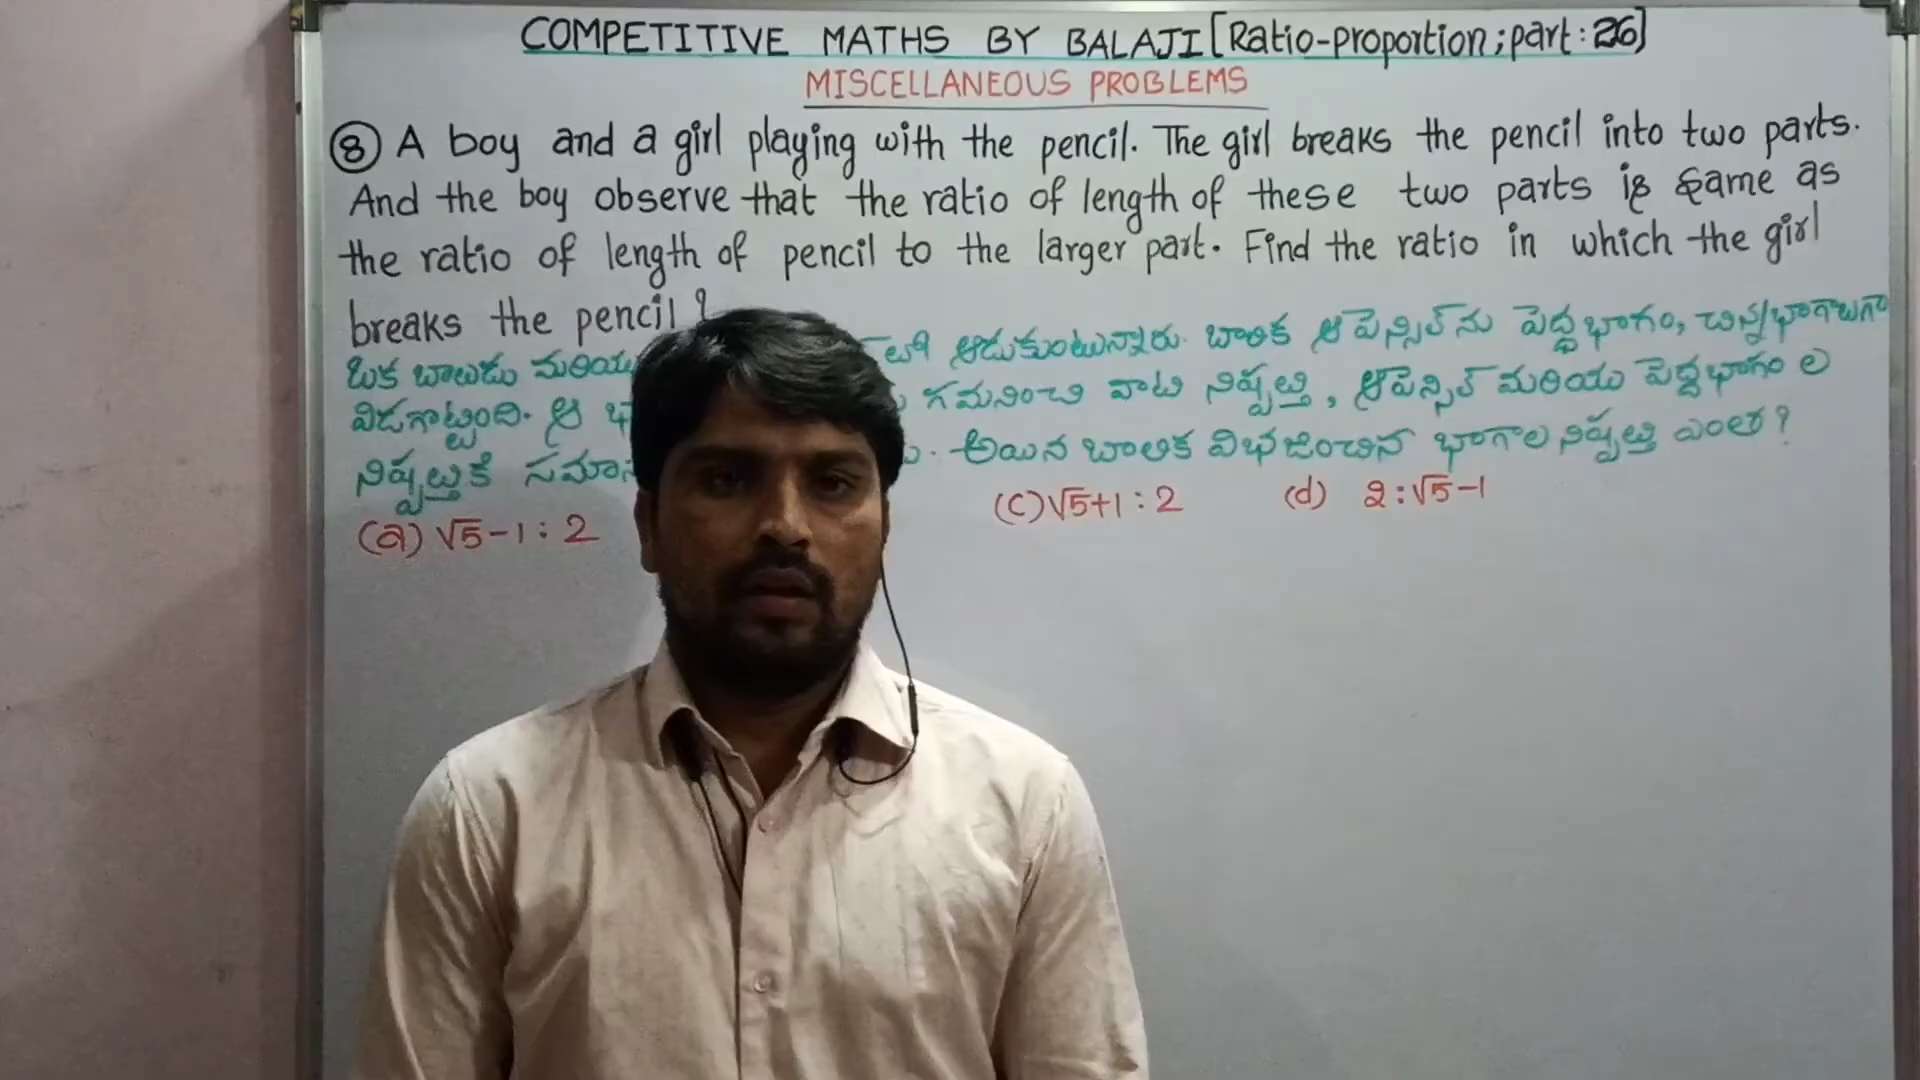 COMPETITIVE MATHS BY BALAJI [Ratio-proportion; part: 26]
MISCELLANEOUS PROBLEMS
⑧ A boy and a girl playing with the pencil. The girl breaks the pencil into two parts.
And the boy observe that the ratio of length of these two parts is same as
the ratio of length of pencil to the larger part. Find the ratio in which the girl
breaks the pencil?
ఒక బాలుడు మరియు ఆడుకుంటున్నారు. బాలిక ఆ పెన్సిల్ ను పెద్దభాగం, చిన్నభాగాలుగా
విడగొట్టింది. ఆ గమనించి వాటి నిష్పత్తి, ఆ పెన్సిల్ మరియు పెద్దభాగం ల
నిష్పత్తికి అయిన బాలిక విభజించిన భాగాల నిష్పత్తి ఎంత?
(a) √5-1 : 2 (c) √5+1 : 2 (d) 2 : √5-1